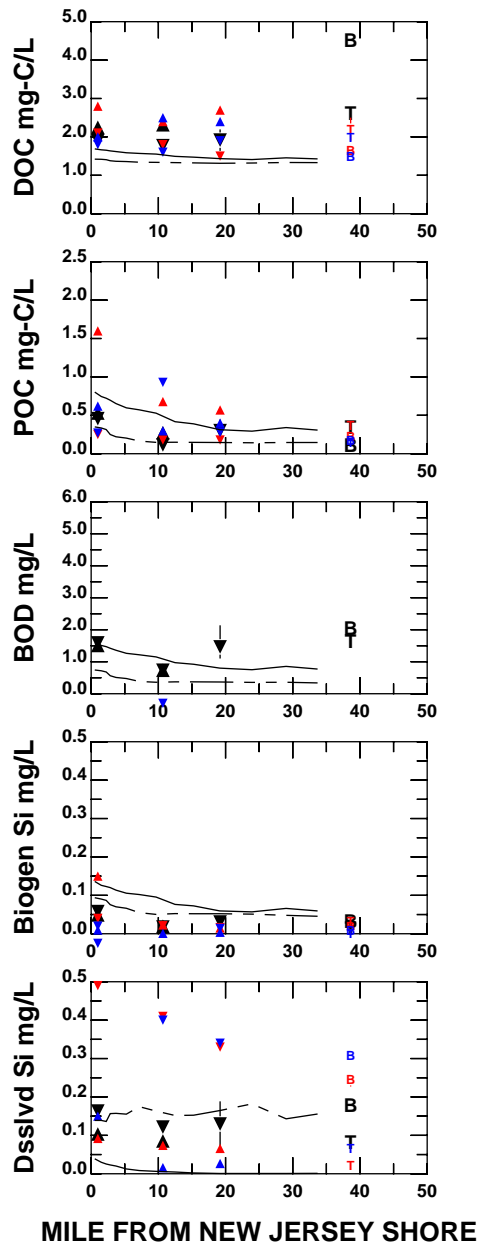 DOC mg-C/L
5.0
4.0
3.0
2.0
1.0
0.0
B
T
T
T
B
B
0 10 20 30 40 50
POC mg-C/L
2.5
2.0
1.5
1.0
0.5
0.0
T
B
0 10 20 30 40 50
BOD mg/L
6.0
5.0
4.0
3.0
2.0
1.0
0.0
B
T
0 10 20 30 40 50
Biogen Si mg/L
0.5
0.4
0.3
0.2
0.1
0.0
B
0 10 20 30 40 50
Dsslvd Si mg/L
0.5
0.4
0.3
0.2
0.1
0.0
B
B
B
T
T
T
0 10 20 30 40 50
MILE FROM NEW JERSEY SHORE